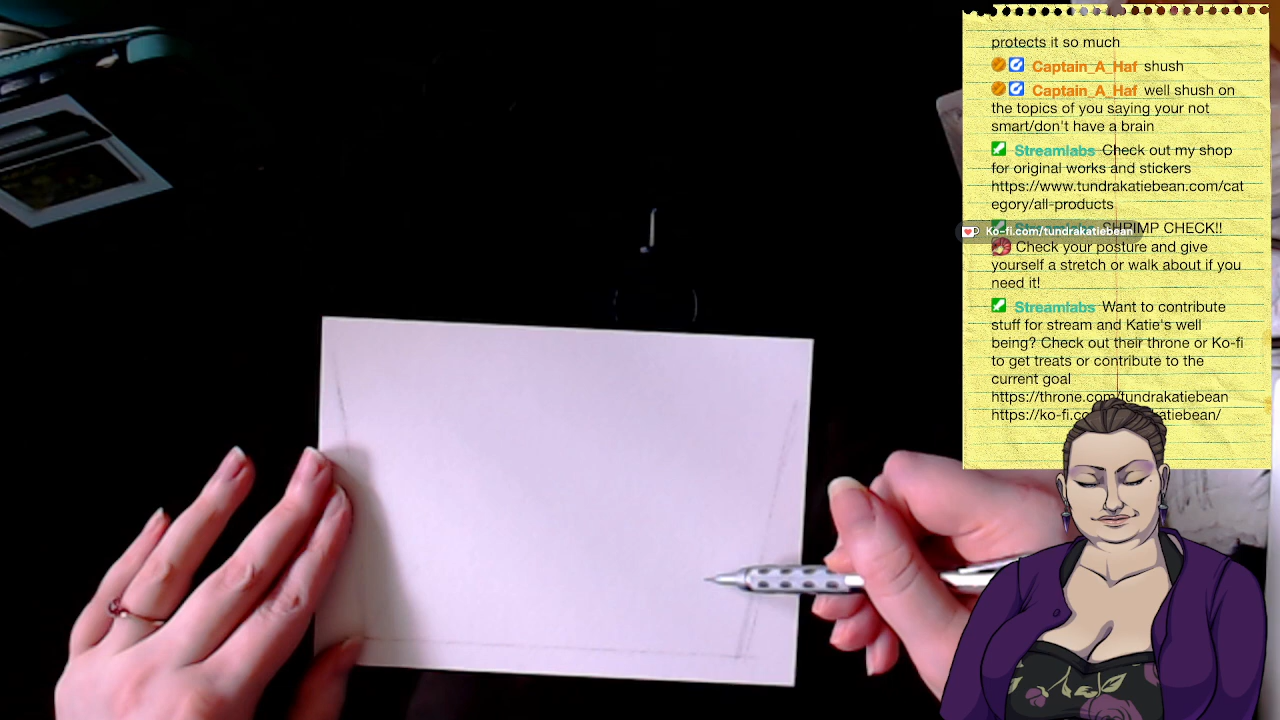 protects it so much
Captain_A_Haf shush
Captain_A_Haf well shush on
the topics of you saying your not
smart/don't have a brain
Streamlabs Check out my shop
for original works and stickers
https://www.tundrakatiebean.com/cat
egory/all-products
SHRIMP CHECK!!
Ko-fi.com/tundrakatiebean
Check your posture and give
yourself a stretch or walk about if you
need it!
Streamlabs Want to contribute
stuff for stream and Katie's well
being? Check out their throne or Ko-fi
to get treats or contribute to the
current goal
https://throne.com/tundrakatiebean
https://ko-fi.co atiebean/